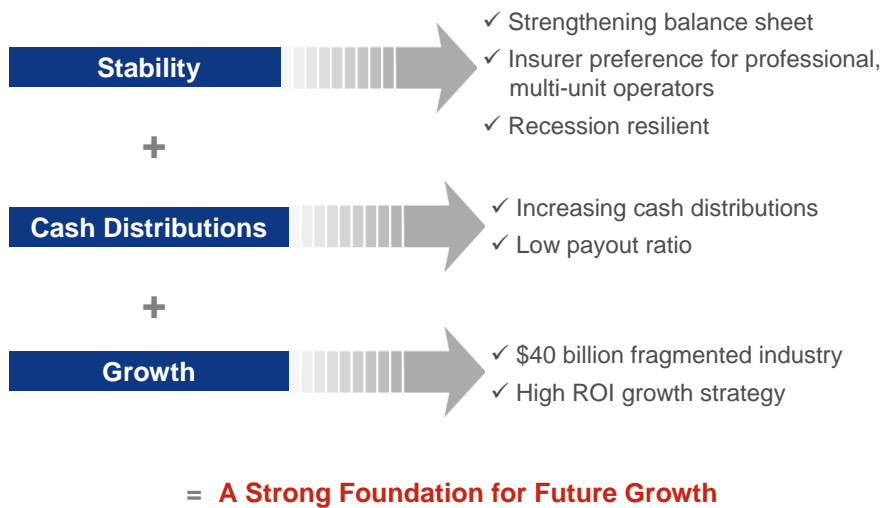 Stability
✓ Strengthening balance sheet
✓ Insurer preference for professional,
multi-unit operators
✓ Recession resilient
+
Cash Distributions
✓ Increasing cash distributions
✓ Low payout ratio
+
Growth
✓ $40 billion fragmented industry
✓ High ROI growth strategy
= A Strong Foundation for Future Growth